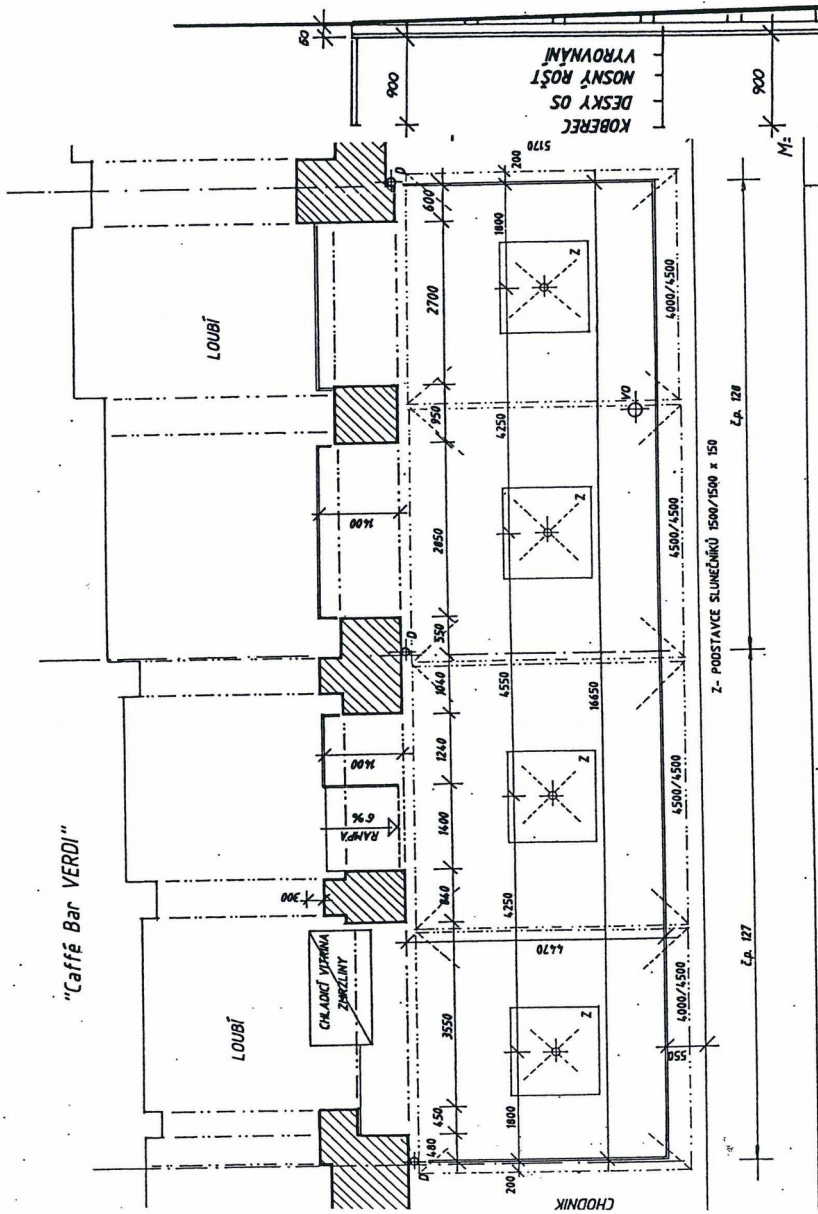 "Caffé Bar VERDI"
LOUBÍ
LOUBÍ
CHLADICÍ VITRÍNA
ZMRZLINY
300
RAMPA
6%
1400
1400
D
D
D
480
450
3550
840
1400
1240
1040
550
2850
950
2700
600
200
1800
4250
4550
4250
1800
200
5170
16650
4470
Z
Z
Z
Z
VO
550
4000/4500
4500/4500
4500/4500
4000/4500
Z- PODSTAVCE SLUNEČNÍKŮ 1500/1500 x 150
č.p. 127
č.p. 128
CHODNÍK
60
900
900
KOBEREC
DESKY OS
NOSNÝ ROŠT
VYROVNÁNÍ
M=